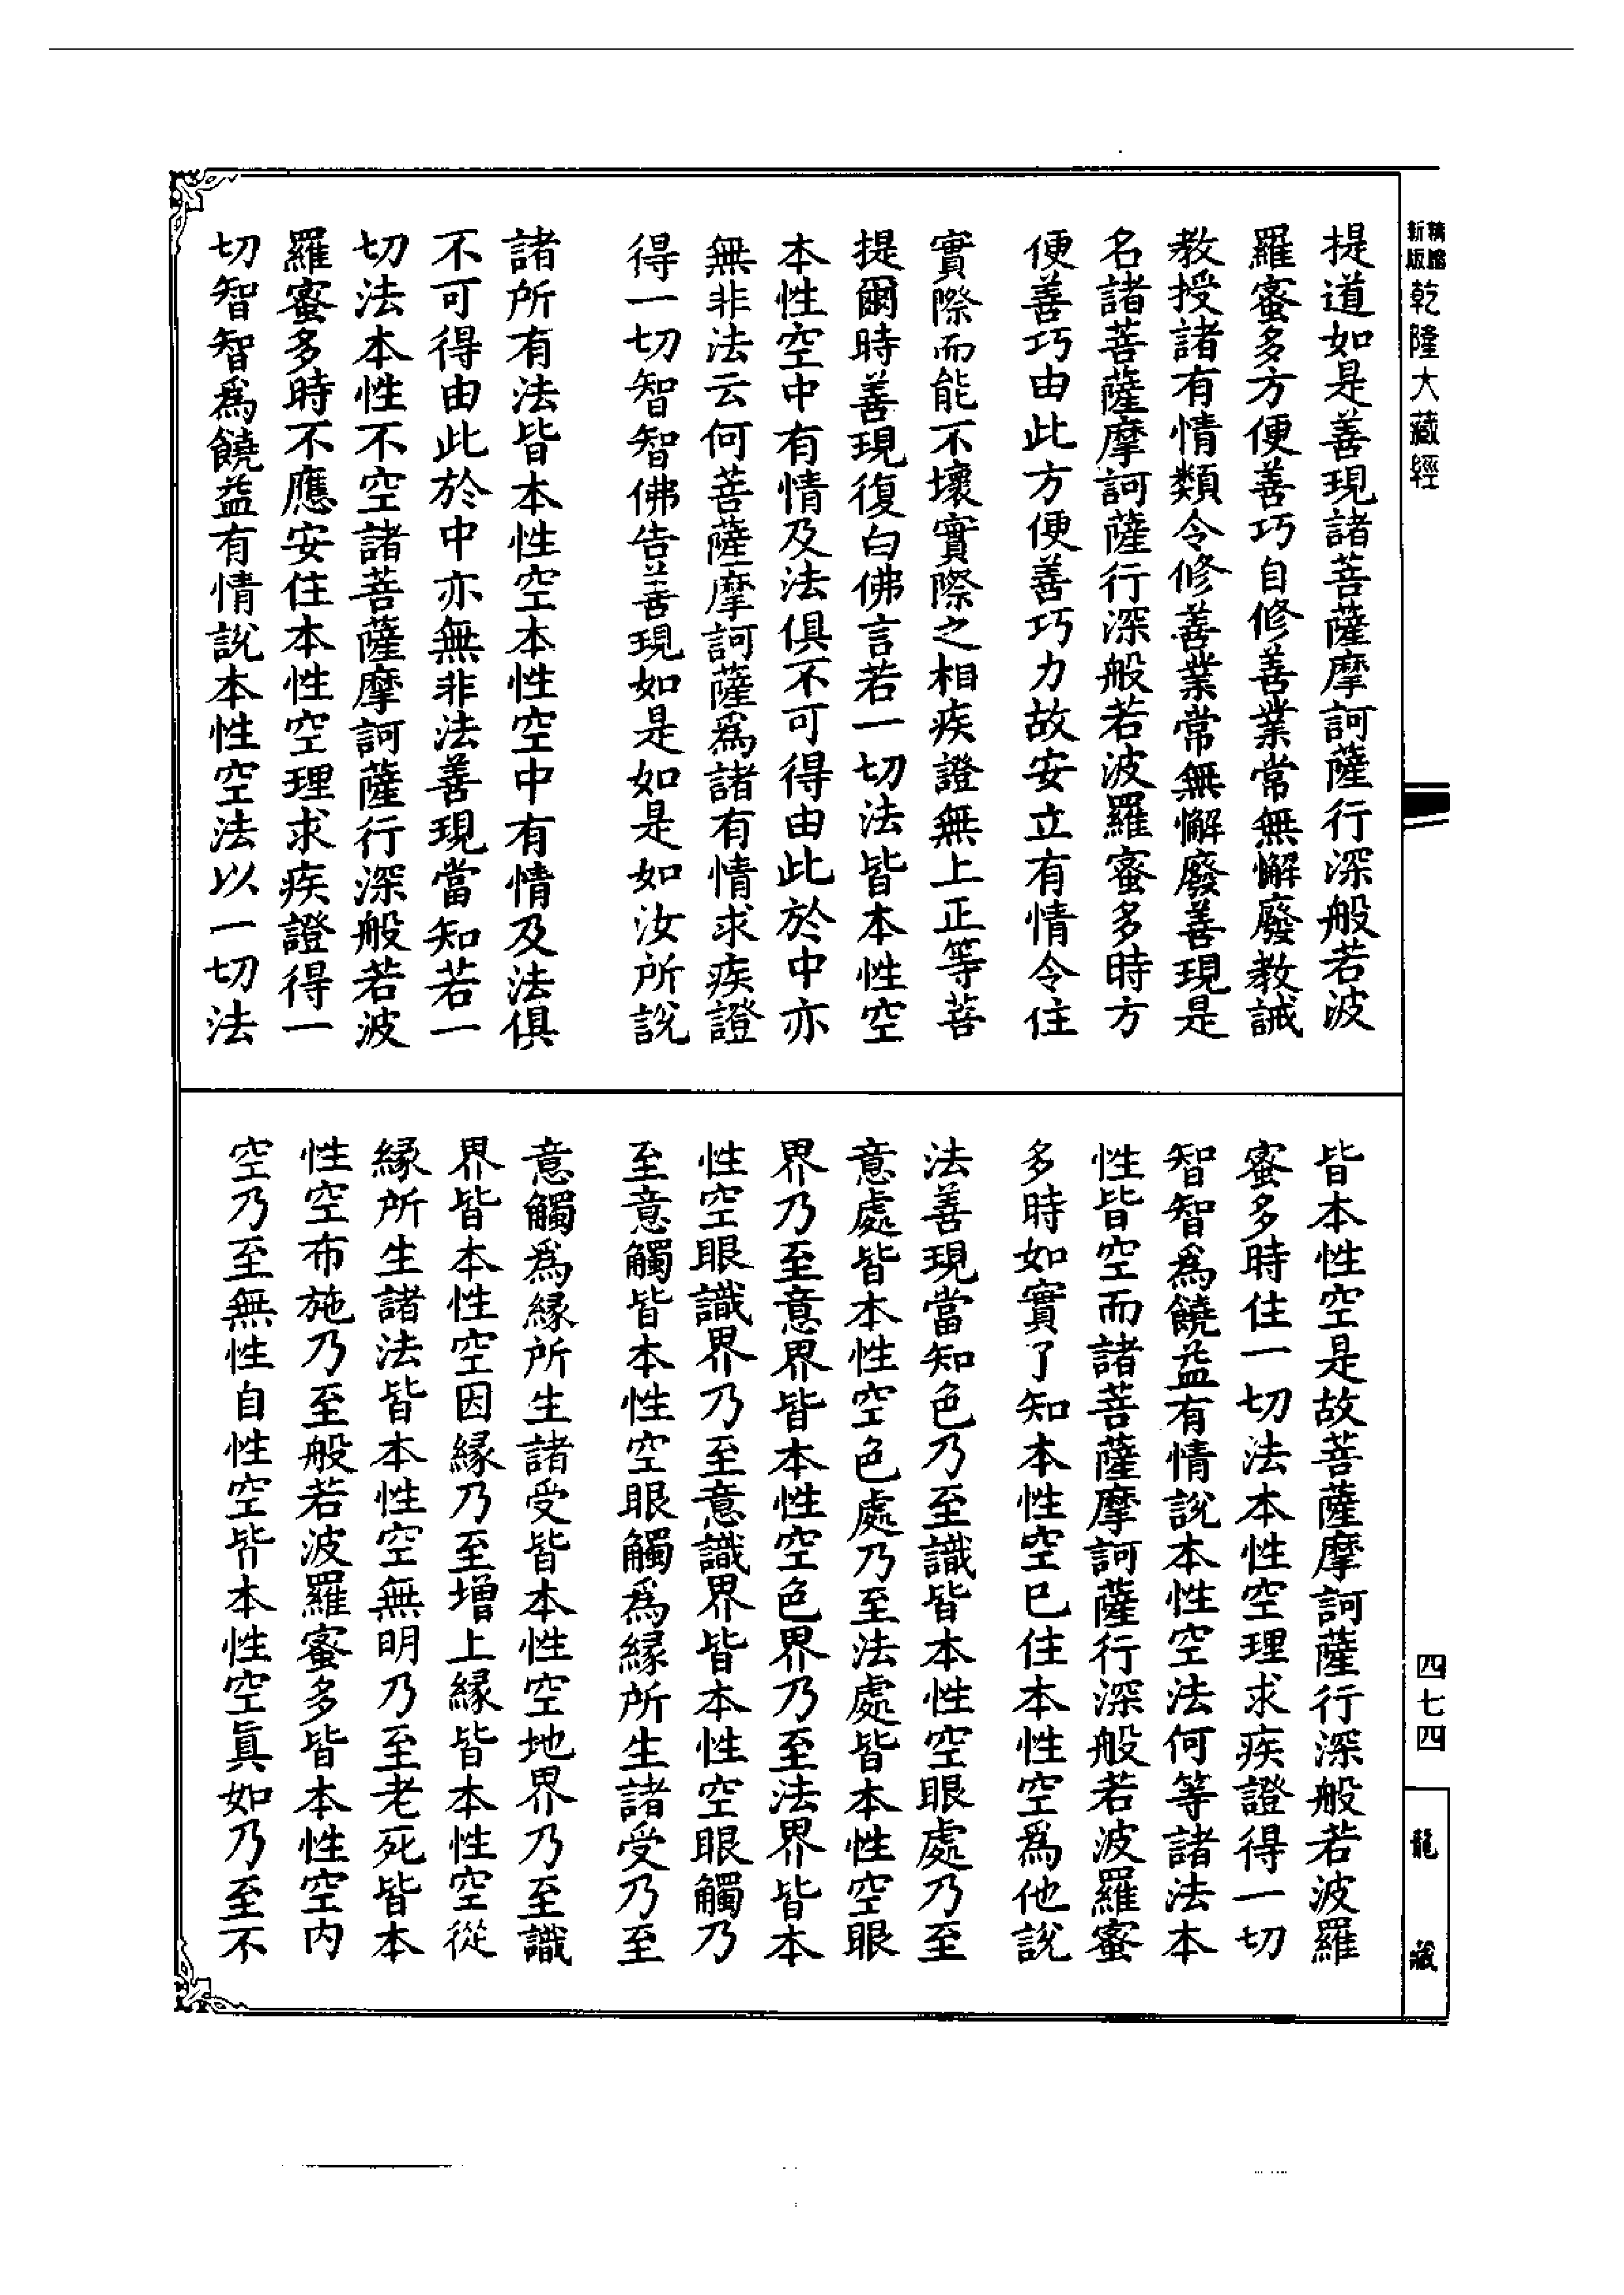 新版
精縮
乾隆大藏經
提道如是善現諸菩薩摩訶薩行深般若波
羅蜜多方便善巧自修善業常無懈廢教誡
教授諸有情類令修善業常無懈廢善現是
名諸菩薩摩訶薩行深般若波羅蜜多時方
便善巧由此方便善巧力故安立有情令住
實際而能不壞實際之相疾證無上正等菩
提爾時善現復白佛言若一切法皆本性空
本性空中有情及法俱不可得由此於中亦
無非法云何菩薩摩訶薩爲諸有情求疾證
得一切智智佛告善現如是如是如汝所說
諸所有法皆本性空本性空中有情及法俱
不可得由此於中亦無非法善現當知若一
切法本性不空諸菩薩摩訶薩行深般若波
羅蜜多時不應安住本性空理求疾證得一
切智智爲饒益有情說本性空法以一切法
皆本性空是故菩薩摩訶薩行深般若波羅
蜜多時住一切法本性空理求疾證得一切
智智爲饒益有情說本性空法何等諸法本
性皆空而諸菩薩摩訶薩行深般若波羅蜜
多時如實了知本性空已住本性空爲他說
法善現當知色乃至識皆本性空眼處乃至
意處皆本性空色處乃至法處皆本性空眼
界乃至意界皆本性空色界乃至法界皆本
性空眼識界乃至意識界皆本性空眼觸乃
至意觸皆本性空眼觸爲緣所生諸受乃至
意觸爲緣所生諸受皆本性空地界乃至識
界皆本性空因緣乃至增上緣皆本性空從
緣所生諸法皆本性空無明乃至老死皆本
性空布施乃至般若波羅蜜多皆本性空内
空乃至無性自性空皆本性空眞如乃至不
四七四
龍藏